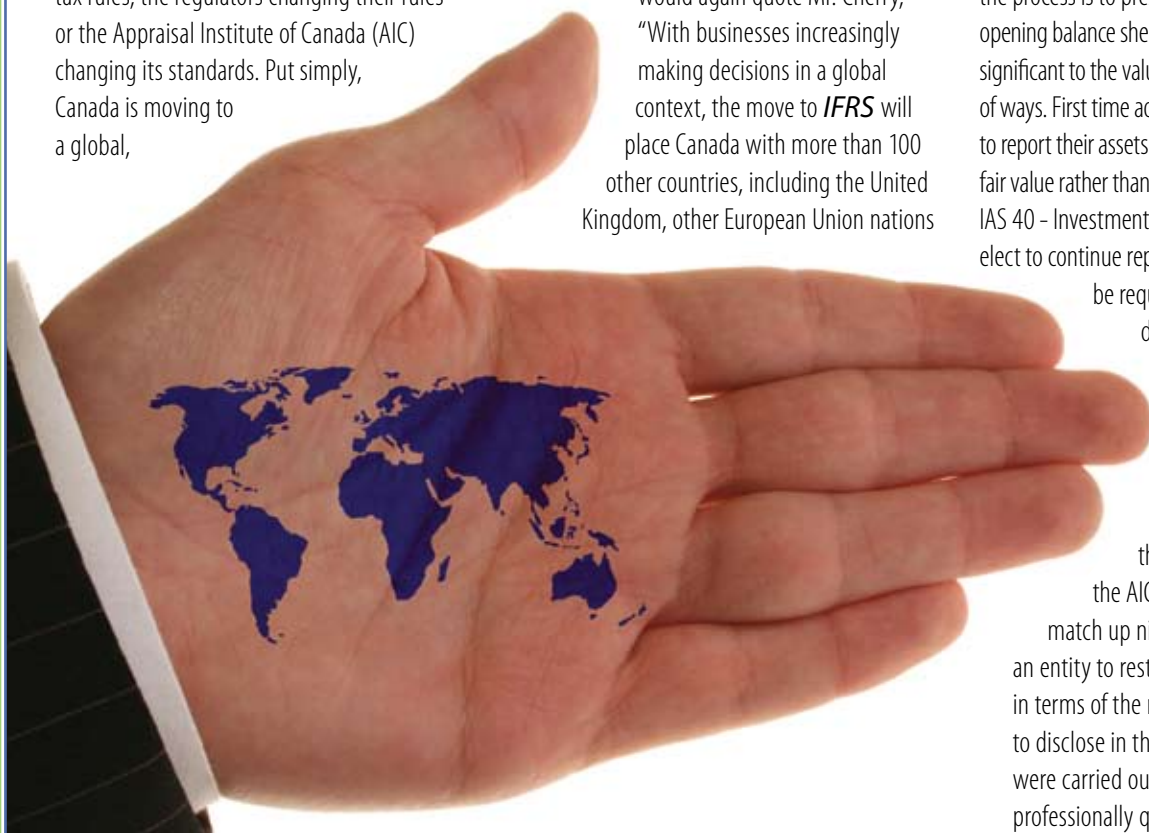 tax rules, the regulators changing their rules
or the Appraisal Institute of Canada (AIC)
changing its standards. Put simply,
Canada is moving to
a global,
would again quote Mr. Cherry,
“With businesses increasingly
making decisions in a global
context, the move to IFRS will
place Canada with more than 100
other countries, including the United
Kingdom, other European Union nations
the process is to pre
opening balance she
significant to the valu
of ways. First time ac
to report their assets
fair value rather than
IAS 40 - Investment
elect to continue rep
be requ
d
th
the AIC
match up ni
an entity to rest
in terms of the r
to disclose in th
were carried ou
professionally q